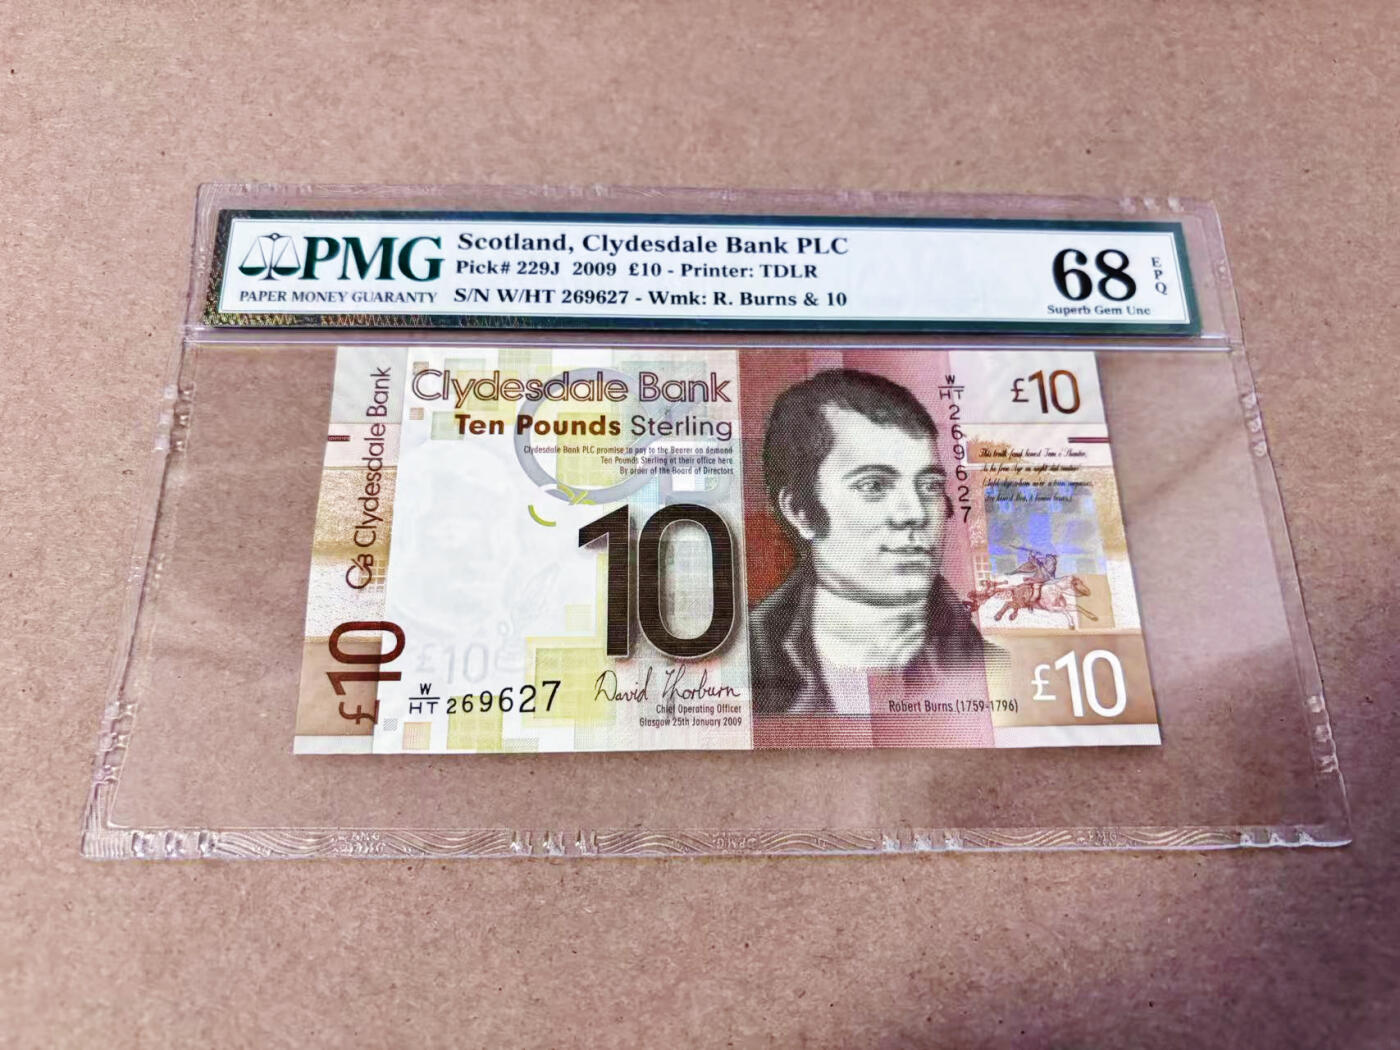 PMG
PAPER MONEY GUARANTY
Scotland, Clydesdale Bank PLC
Pick# 229J 2009 £10 - Printer: TDLR
S/N W/HT 269627 - Wmk: R. Burns & 10
68
EPQ
Superb Gem Unc
Clydesdale Bank
£10
Clydesdale Bank
Ten Pounds Sterling
Clydesdale Bank PLC promise to pay to the Bearer on demand
Ten Pounds Sterling at their office here
By order of the Board of Directors
10
£10
W/HT 269627
David Thorburn
Chief Operating Officer
Glasgow 25th January 2009
W/HT 269627
£10
Robert Burns (1759-1796)
£10